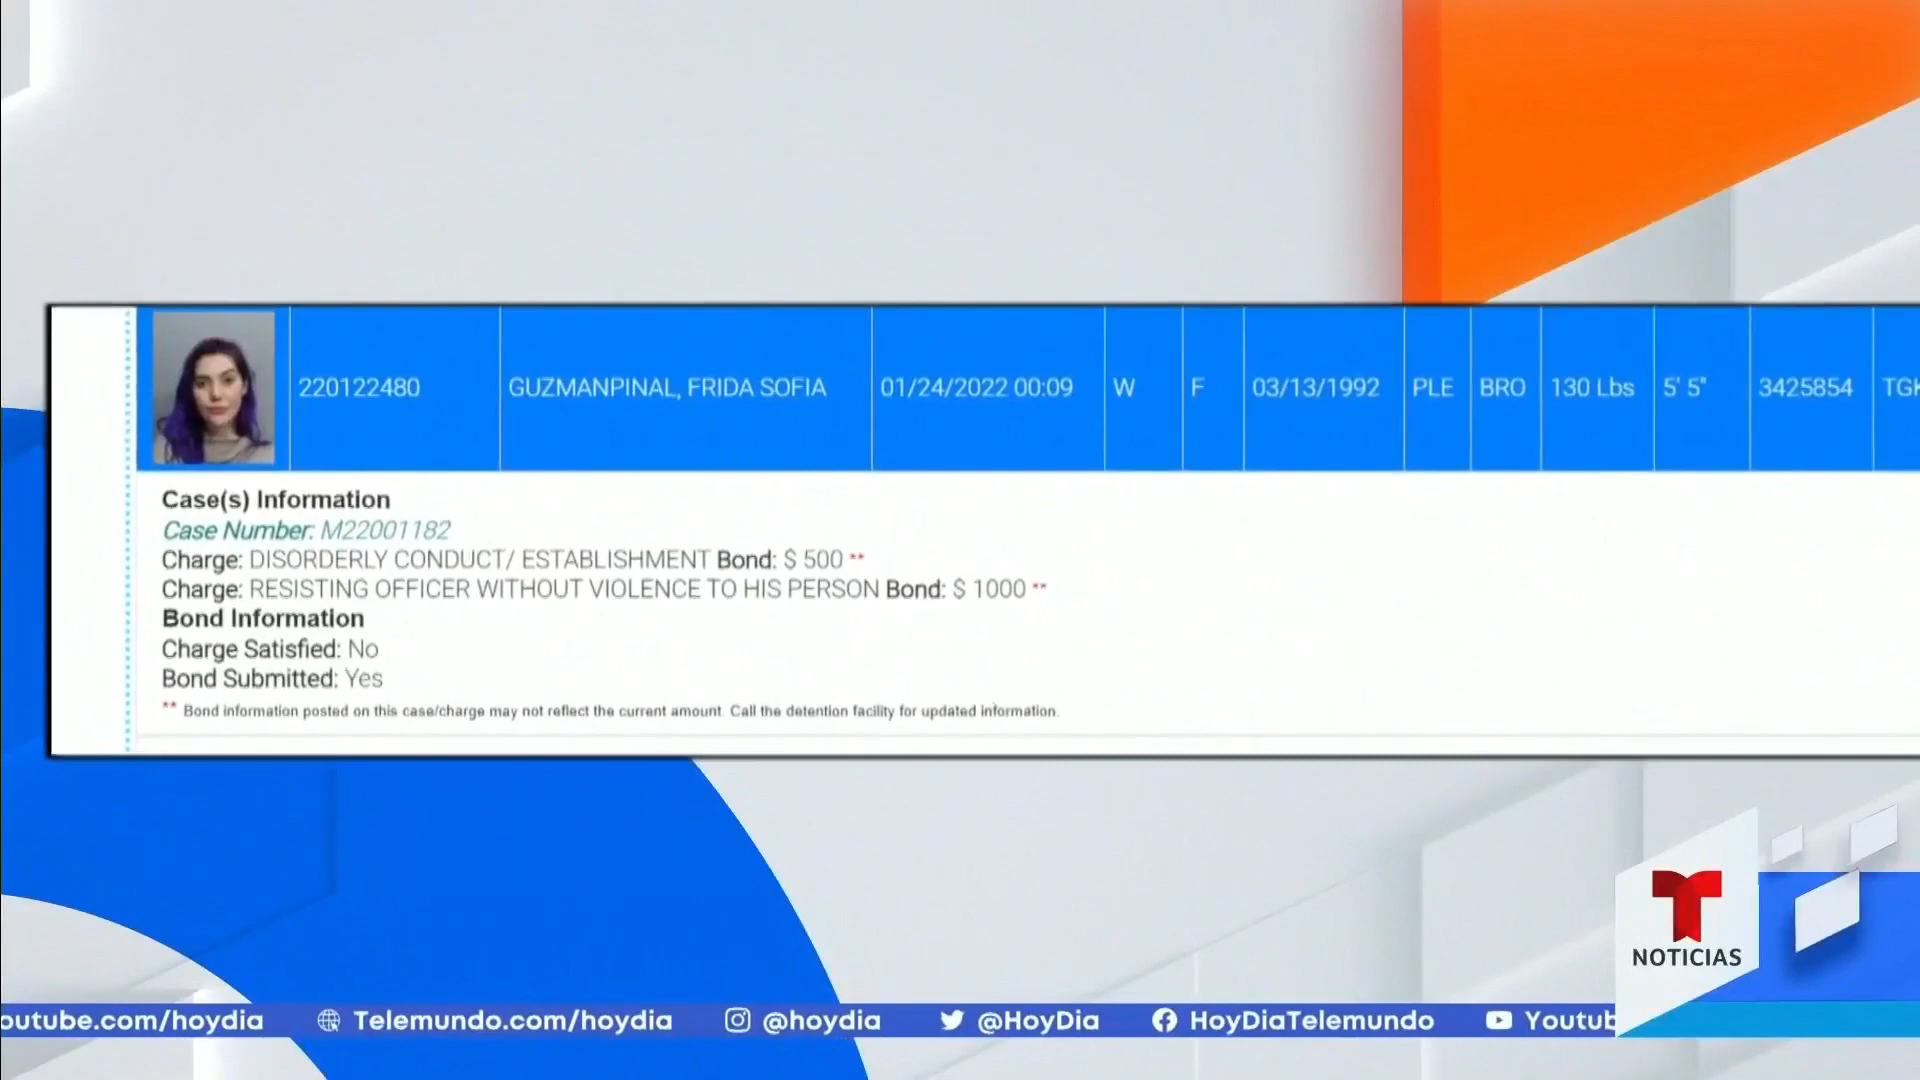 220122480 GUZMANPINAL, FRIDA SOFIA 01/24/2022 00:09 W F 03/13/1992 PLE BRO 130 Lbs 5' 5" 3425854 TGK
Case(s) Information
Case Number: M22001182
Charge: DISORDERLY CONDUCT/ ESTABLISHMENT Bond: $ 500 **
Charge: RESISTING OFFICER WITHOUT VIOLENCE TO HIS PERSON Bond: $ 1000 **
Bond Information
Charge Satisfied: No
Bond Submitted: Yes
** Bond information posted on this case/charge may not reflect the current amount. Call the detention facility for updated information.
NOTICIAS
outube.com/hoydia Telemundo.com/hoydia @hoydia @HoyDia HoyDiaTelemundo Youtub